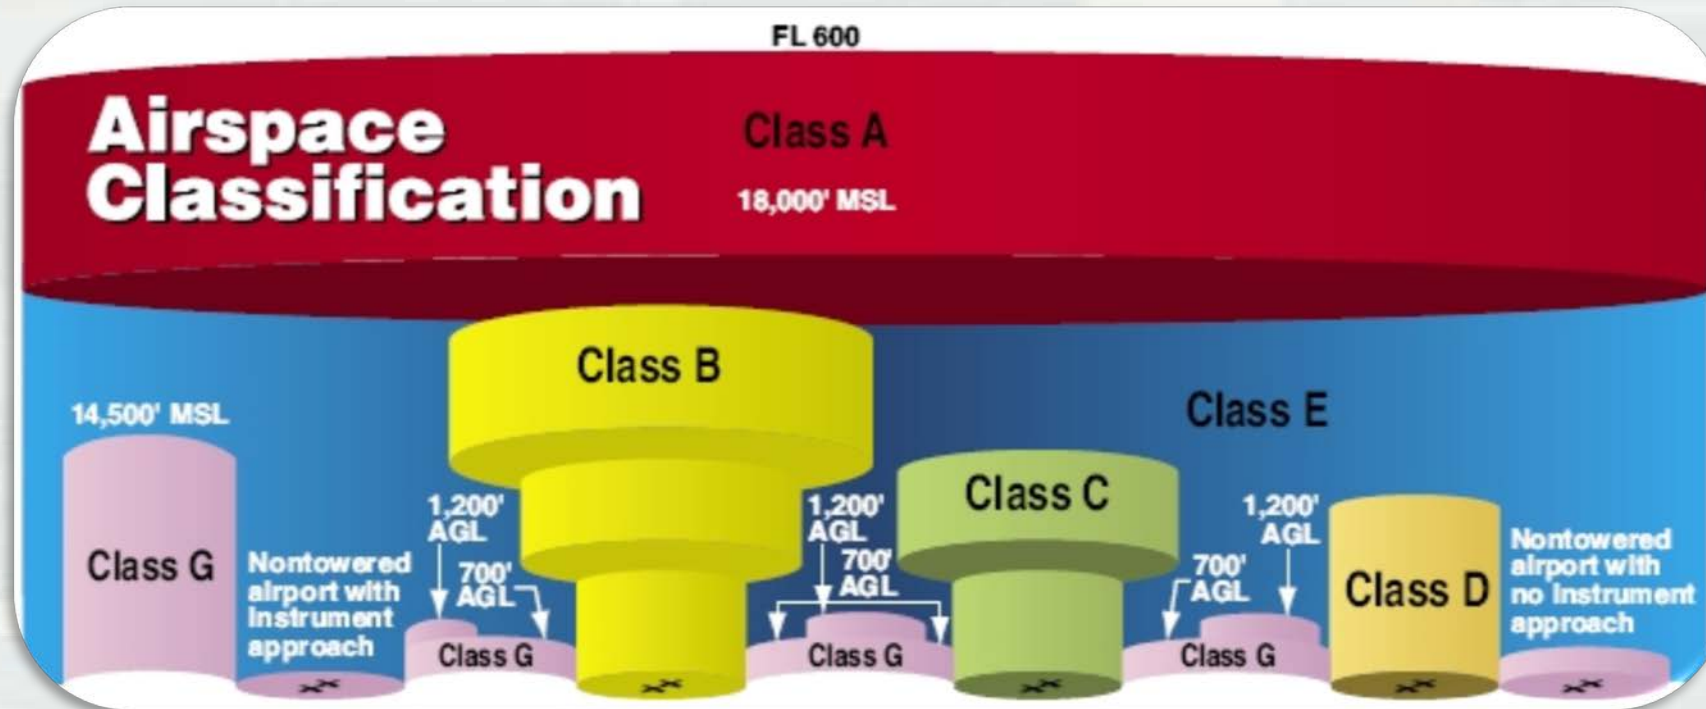 FL 600
Airspace
Classification
Class A
18,000' MSL
Class B
Class E
14,500' MSL
Class G
Nontowered
airport with
Instrument
approach
1,200'
AGL
700'
AGL
Class G
1,200'
AGL
700'
AGL
Class G
Class C
1,200'
AGL
700'
AGL
Class G
Class D
Nontowered
airport with
no Instrument
approach